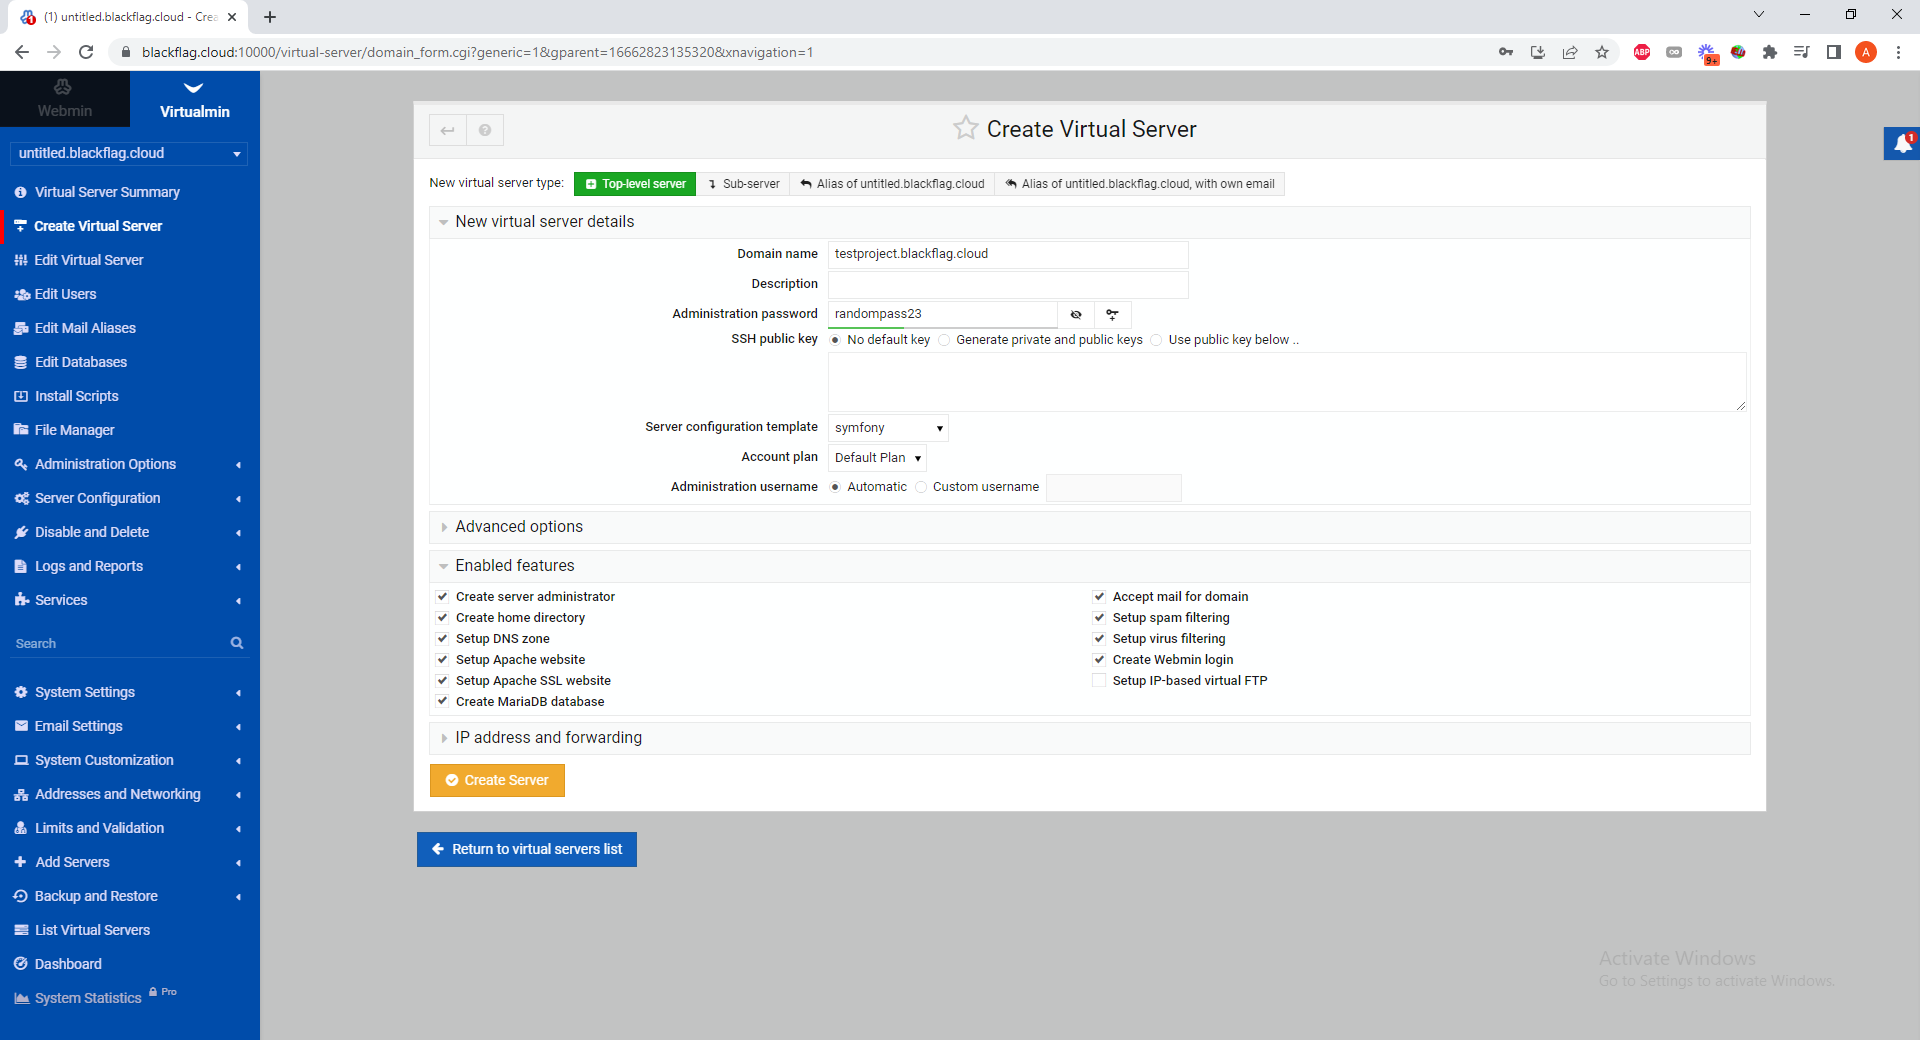 (1) untitled.blackflag.cloud - Crea
blackflag.cloud:10000/virtual-server/domain_form.cgi?generic=1&gparent=16662823135320&xnavigation=1
ABP
9+
A
Webmin
Virtualmin
untitled.blackflag.cloud
Virtual Server Summary
Create Virtual Server
Edit Virtual Server
Edit Users
Edit Mail Aliases
Edit Databases
Install Scripts
File Manager
Administration Options
Server Configuration
Disable and Delete
Logs and Reports
Services
Search
System Settings
Email Settings
System Customization
Addresses and Networking
Limits and Validation
Add Servers
Backup and Restore
List Virtual Servers
Dashboard
System Statistics Pro
Create Virtual Server
1
New virtual server type: Top-level server Sub-server Alias of untitled.blackflag.cloud Alias of untitled.blackflag.cloud, with own email
New virtual server details
Domain name testproject.blackflag.cloud
Description
Administration password randompass23
SSH public key No default key Generate private and public keys Use public key below ..
Server configuration template symfony
Account plan Default Plan
Administration username Automatic Custom username
Advanced options
Enabled features
Create server administrator
Create home directory
Setup DNS zone
Setup Apache website
Setup Apache SSL website
Create MariaDB database
Accept mail for domain
Setup spam filtering
Setup virus filtering
Create Webmin login
Setup IP-based virtual FTP
IP address and forwarding
Create Server
Return to virtual servers list
Activate Windows
Go to Settings to activate Windows.